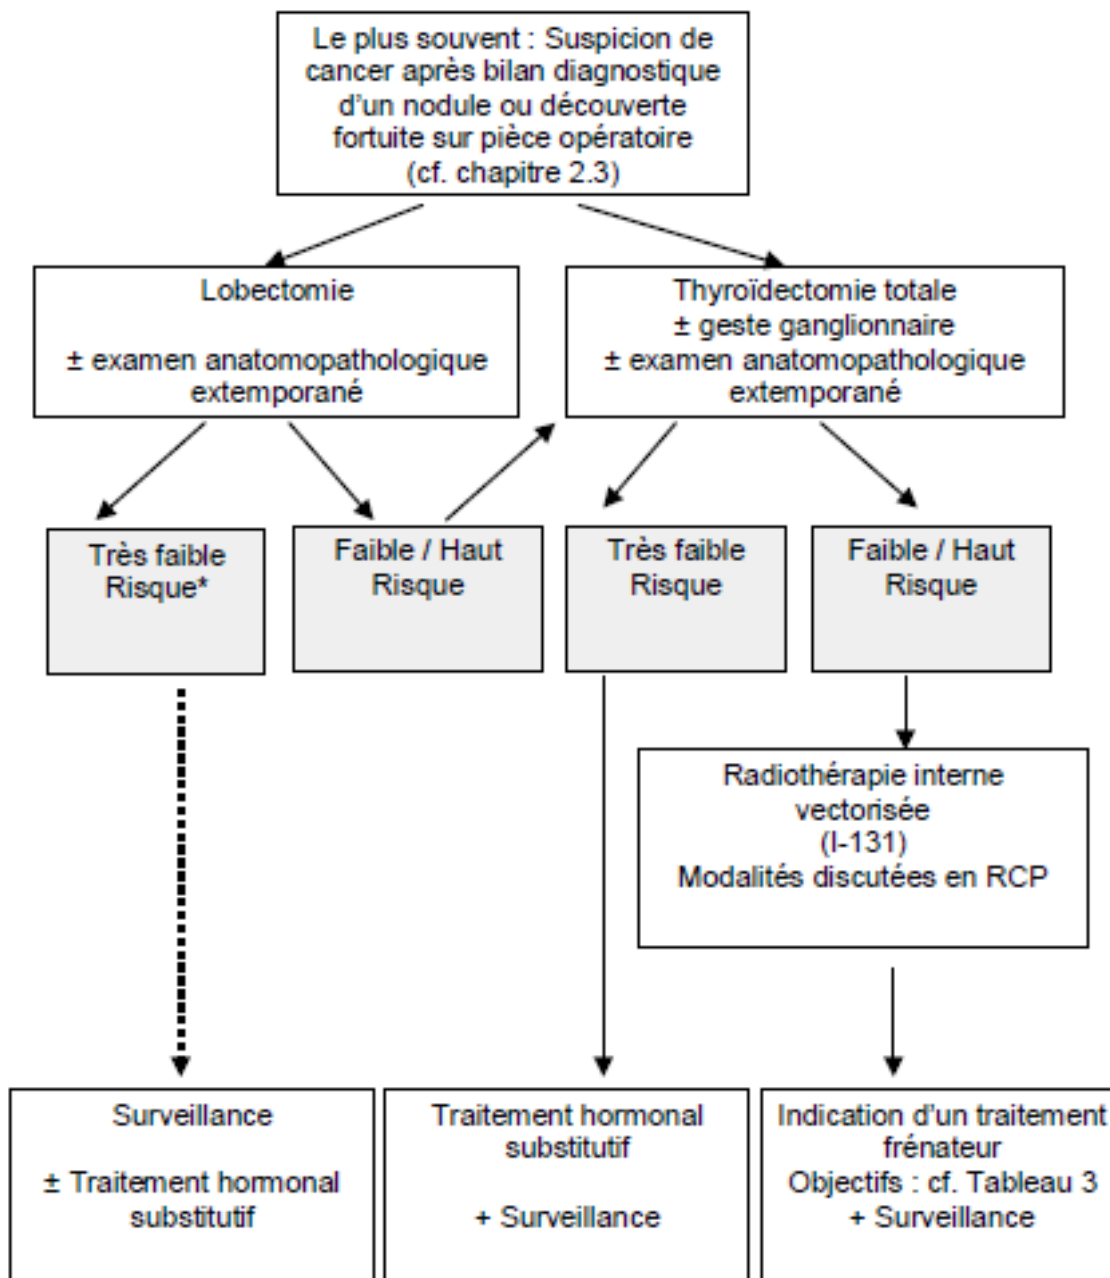 Le plus souvent : Suspicion de
cancer après bilan diagnostique
d'un nodule ou découverte
fortuite sur pièce opératoire
(cf. chapitre 2.3)
Lobectomie
± examen anatomopathologique
extemporané
Thyroïdectomie totale
± geste ganglionnaire
± examen anatomopathologique
extemporané
Très faible
Risque*
Faible / Haut
Risque
Très faible
Risque
Faible / Haut
Risque
Radiothérapie interne
vectorisée
(I-131)
Modalités discutées en RCP
Surveillance
± Traitement hormonal
substitutif
Traitement hormonal
substitutif
+ Surveillance
Indication d'un traitement
frénateur
Objectifs : cf. Tableau 3
+ Surveillance